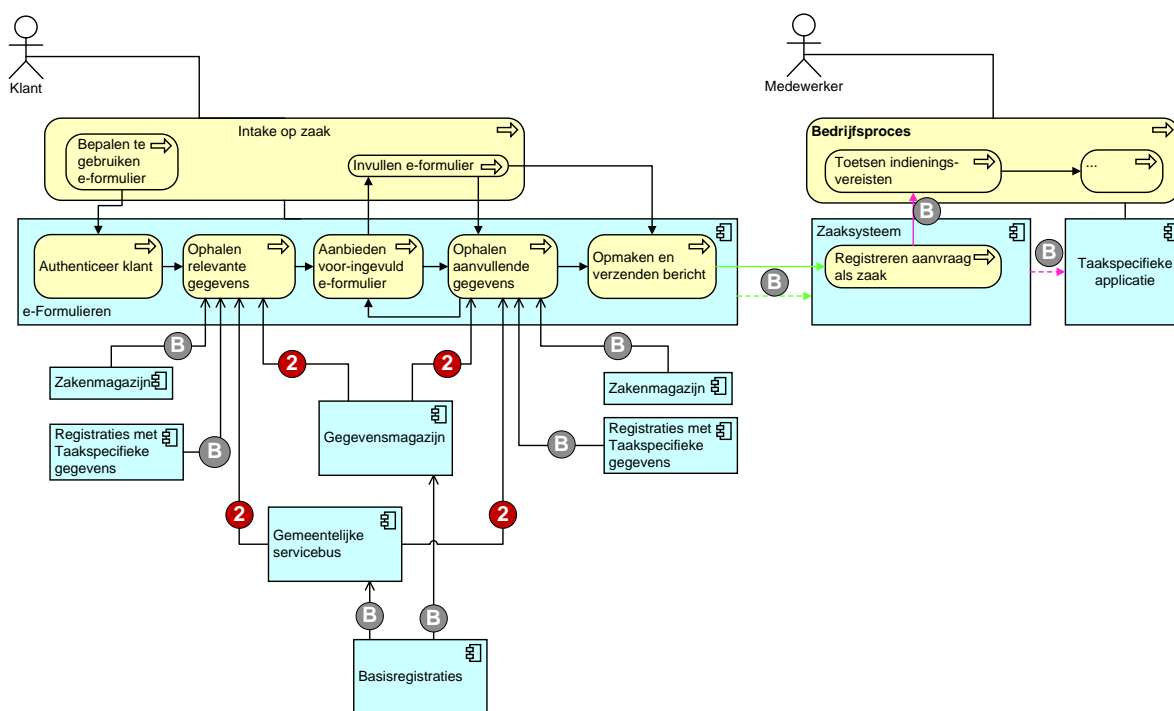 Klant
Medewerker
Intake op zaak
Bepalen te
gebruiken
e-formulier
Invullen e-formulier
Bedrijfsproces
Toetsen indienings-
vereisten
...
Authenticeer klant
Ophalen
relevante
gegevens
Aanbieden
voor-ingevuld
e-formulier
Ophalen
aanvullende
gegevens
Opmaken en
verzenden bericht
e-Formulieren
B
Zaaksysteem
B
Registreren aanvraag
als zaak
B
Taakspecifieke
applicatie
B
2
2
B
Zakenmagazijn
Zakenmagazijn
Registraties met
Taakspecifieke
gegevens
B
Gegevensmagazijn
B
Registraties met
Taakspecifieke
gegevens
2
2
Gemeentelijke
servicebus
B
B
Basisregistraties